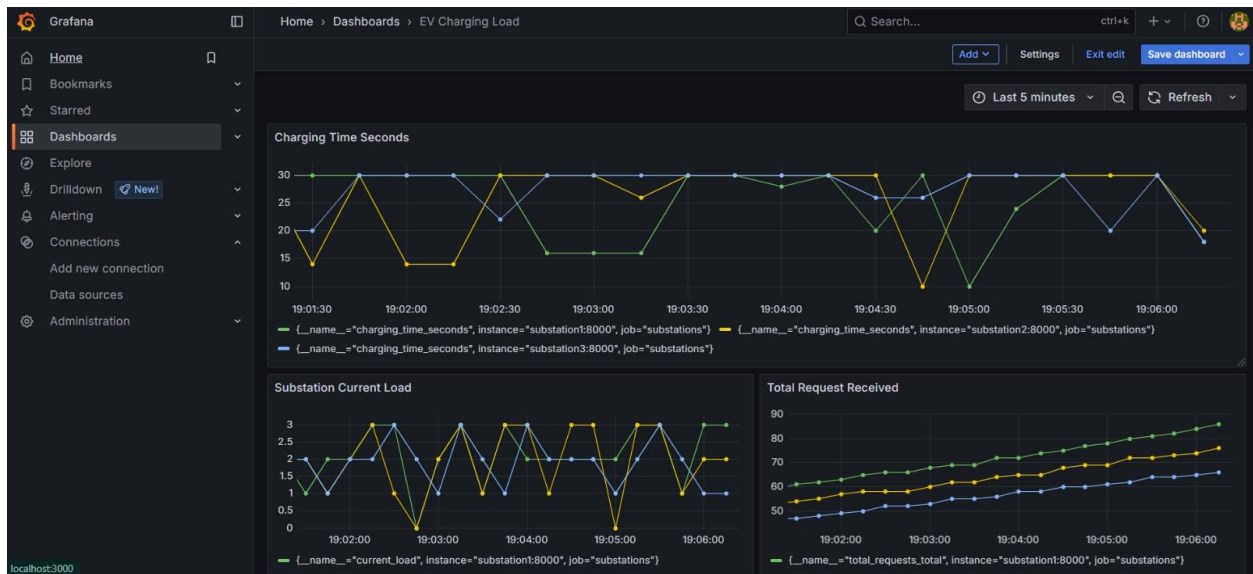 Grafana
Home > Dashboards > EV Charging Load
Search...
ctrl+k
Home
Add
Settings
Exit edit
Save dashboard
Bookmarks
Starred
Dashboards
Explore
Drilldown
New!
Alerting
Connections
Add new connection
Data sources
Administration
Last 5 minutes
Refresh
Charging Time Seconds
30
25
20
15
10
19:01:30 19:02:00 19:02:30 19:03:00 19:03:30 19:04:00 19:04:30 19:05:00 19:05:30 19:06:00
{__name__="charging_time_seconds", instance="substation1:8000", job="substations"} {__name__="charging_time_seconds", instance="substation2:8000", job="substations"}
{__name__="charging_time_seconds", instance="substation3:8000", job="substations"}
Substation Current Load
3
2.5
2
1.5
1
0.5
0
19:02:00 19:03:00 19:04:00 19:05:00 19:06:00
{__name__="current_load", instance="substation1:8000", job="substations"}
Total Request Received
90
80
70
60
50
19:02:00 19:03:00 19:04:00 19:05:00 19:06:00
{__name__="total_requests_total", instance="substation1:8000", job="substations"}
localhost:3000